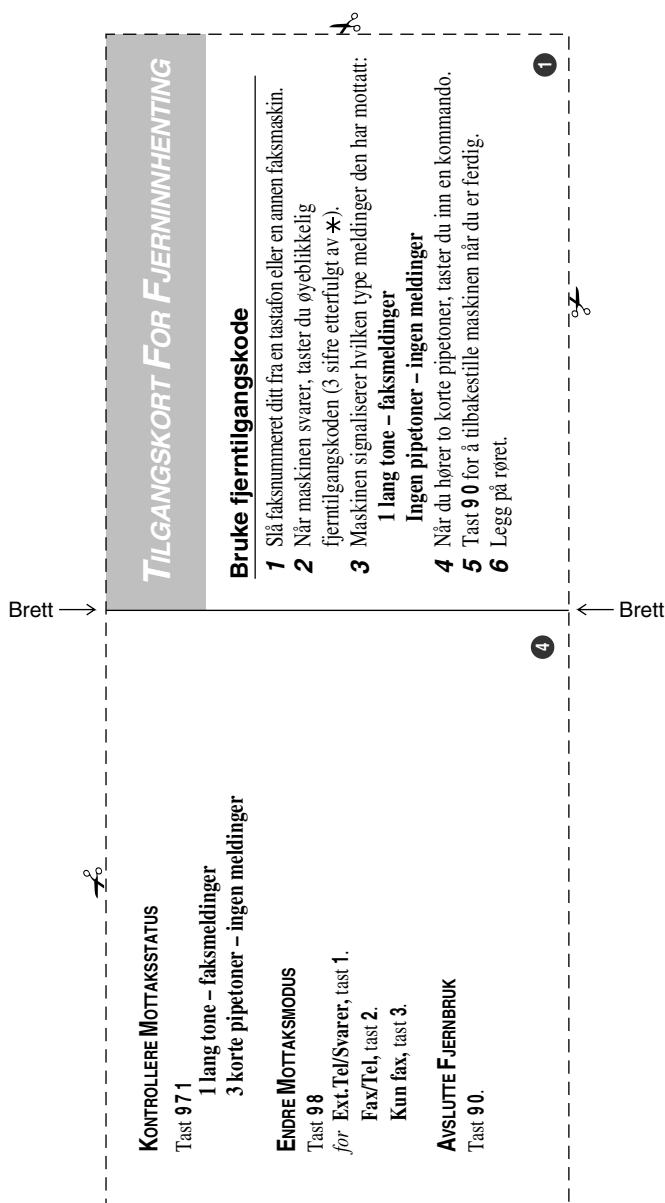 TILGANGSKORT FOR FJERNINNHENTING
Bruke fjerntilgangskode
1 Slå faksnummeret ditt fra en tastafon eller en annen faksmaskin.
2 Når maskinen svarer, taster du øyeblikkelig
fjerntilgangskoden (3 sifre etterfulgt av ✳).
3 Maskinen signaliserer hvilken type meldinger den har mottatt:
1 lang tone – faksmeldinger
Ingen pipetoner – ingen meldinger
4 Når du hører to korte pipetoner, taster du inn en kommando.
5 Tast 9 0 for å tilbakestille maskinen når du er ferdig.
6 Legg på røret.
1
Brett
Brett
KONTROLLERE MOTTAKSSTATUS
Tast 9 7 1
1 lang tone – faksmeldinger
3 korte pipetoner – ingen meldinger
ENDRE MOTTAKSMODUS
Tast 9 8
for Ext.Tel/Svarer, tast 1.
Fax/Tel, tast 2.
Kun fax, tast 3.
AVSLUTTE FJERNBRUK
Tast 9 0.
4